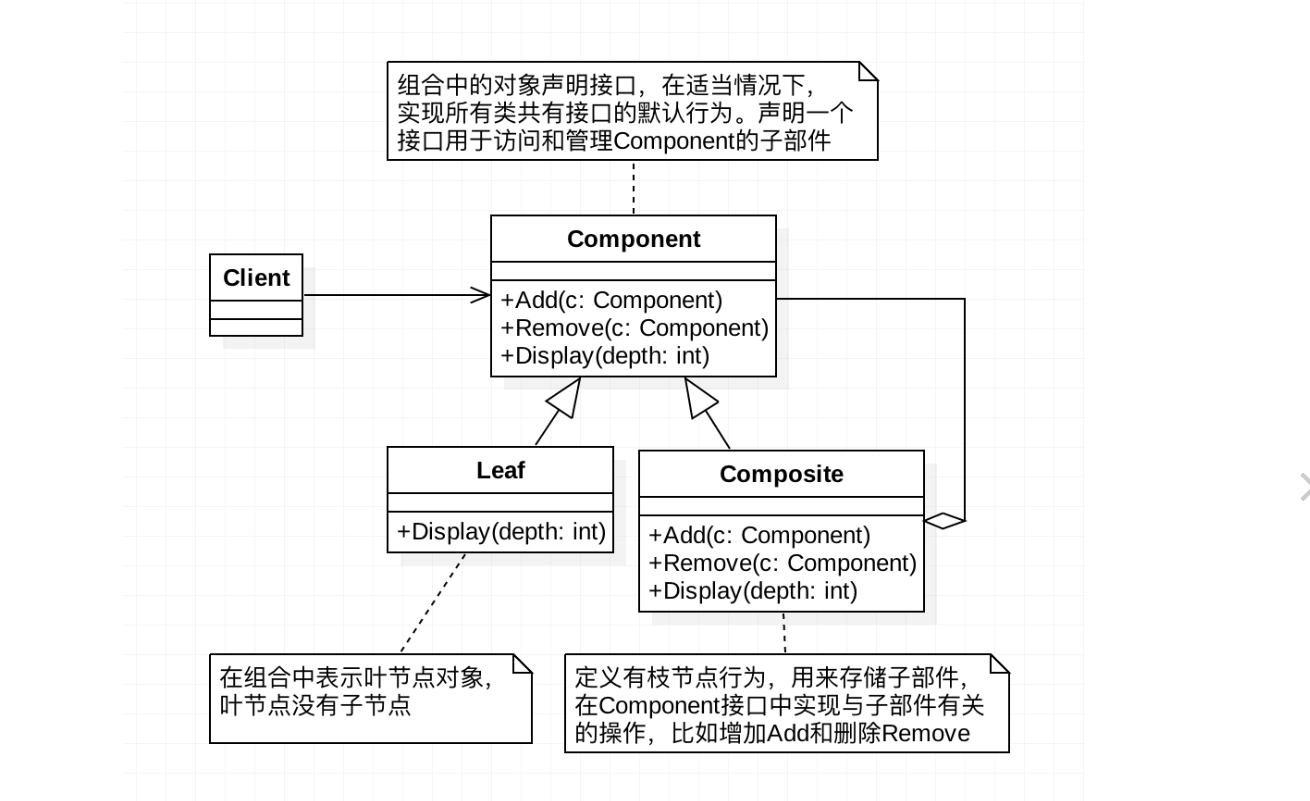 组合中的对象声明接口，在适当情况下，
实现所有类共有接口的默认行为。声明一个
接口用于访问和管理Component的子部件
Component
+Add(c: Component)
+Remove(c: Component)
+Display(depth: int)
Client
Leaf
+Display(depth: int)
Composite
+Add(c: Component)
+Remove(c: Component)
+Display(depth: int)
在组合中表示叶节点对象，
叶节点没有子节点
定义有枝节点行为，用来存储子部件，
在Component接口中实现与子部件有关
的操作，比如增加Add和删除Remove